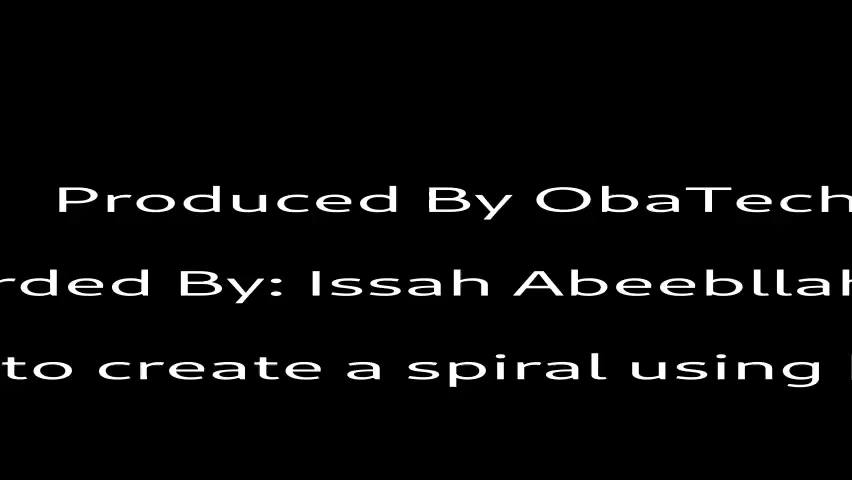 Produced By ObaTech
rded By: Issah Abeebllah
to create a spiral using